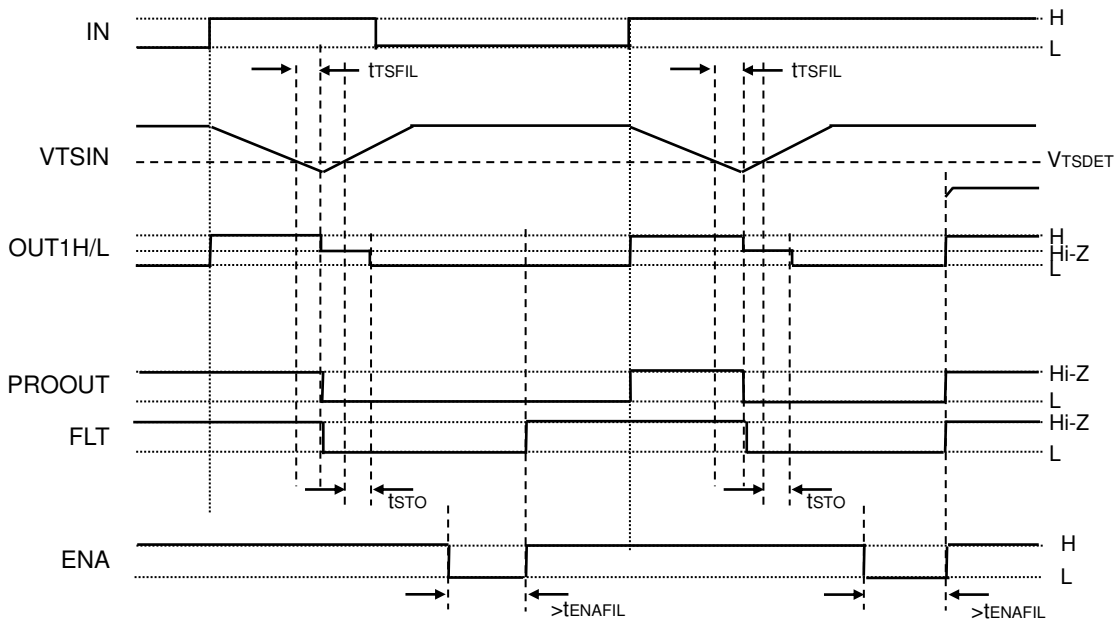 IN
H
L
tTSFIL
tTSFIL
VTSIN
VTSDET
OUT1H/L
H
Hi-Z
L
PROOUT
Hi-Z
L
FLT
Hi-Z
L
tSTO
tSTO
ENA
H
L
>tENAFIL
>tENAFIL